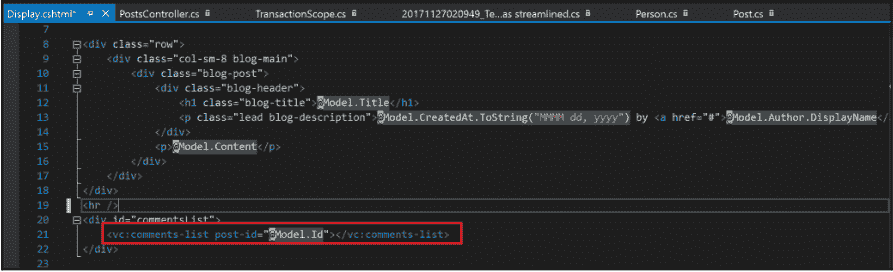 Display.cshtml* PostsController.cs TransactionScope.cs 20171127020949_Te...as streamlined.cs Person.cs Post.cs
7
8 <div class="row">
9 <div class="col-sm-8 blog-main">
10 <div class="blog-post">
11 <div class="blog-header">
12 <h1 class="blog-title">@Model.Title</h1>
13 <p class="lead blog-description">@Model.CreatedAt.ToString("MMMM dd, yyyy") by <a href="#">@Model.Author.DisplayName</
14 </div>
15 <p>@Model.Content</p>
16 </div>
17 </div>
18 </div>
19 <hr />
20 <div id="commentsList">
21 <vc:comments-list post-id="@Model.Id"></vc:comments-list>
22 </div>
23